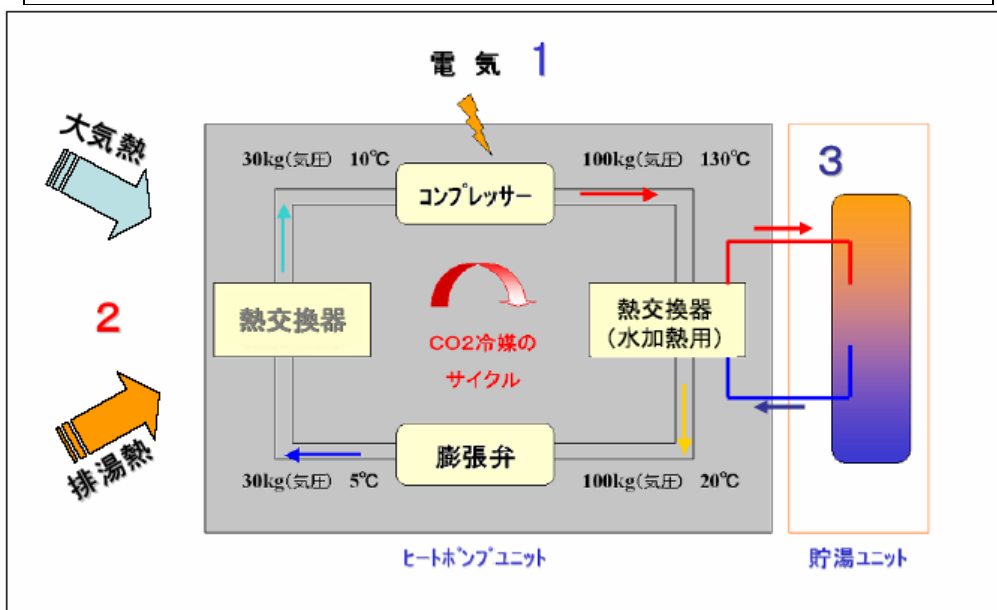 電 気 1
大気熱
30kg(気圧) 10℃
100kg(気圧) 130℃
コンプレッサー
3
2
熱交換器
熱交換器
(水加熱用)
CO2冷媒の
サイクル
排湯熱
膨張弁
30kg(気圧) 5℃
100kg(気圧) 20℃
ヒートポンプユニット
貯湯ユニット